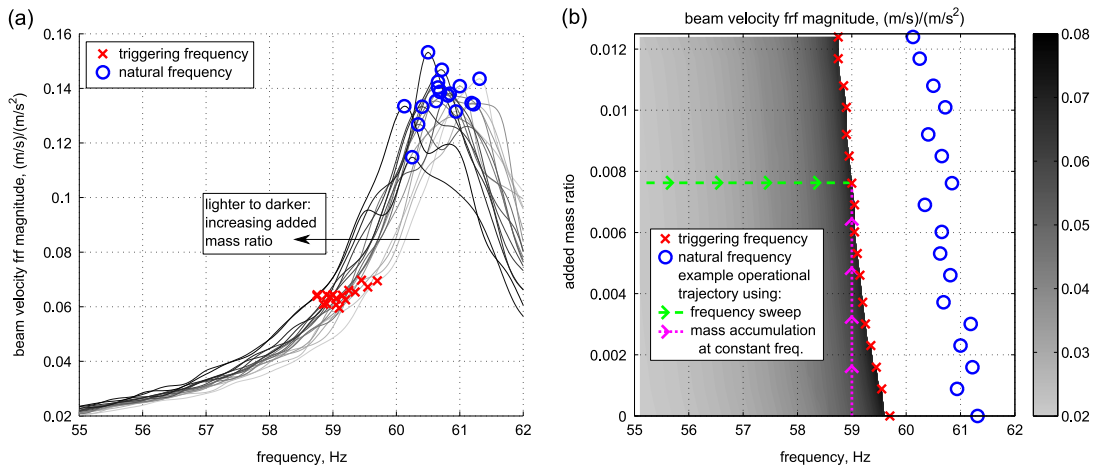 (a)
0.16
0.14
0.12
0.1
0.08
0.06
0.04
0.02
55
56
57
58
59
60
61
62
frequency, Hz
beam velocity frf magnitude, (m/s)/(m/s²)
triggering frequency
natural frequency
lighter to darker:
increasing added
mass ratio
(b)
beam velocity frf magnitude, (m/s)/(m/s²)
0.012
0.01
0.008
0.006
0.004
0.002
0
55
56
57
58
59
60
61
62
frequency, Hz
added mass ratio
triggering frequency
natural frequency
example operational
trajectory using:
frequency sweep
mass accumulation
at constant freq.
0.08
0.07
0.06
0.05
0.04
0.03
0.02